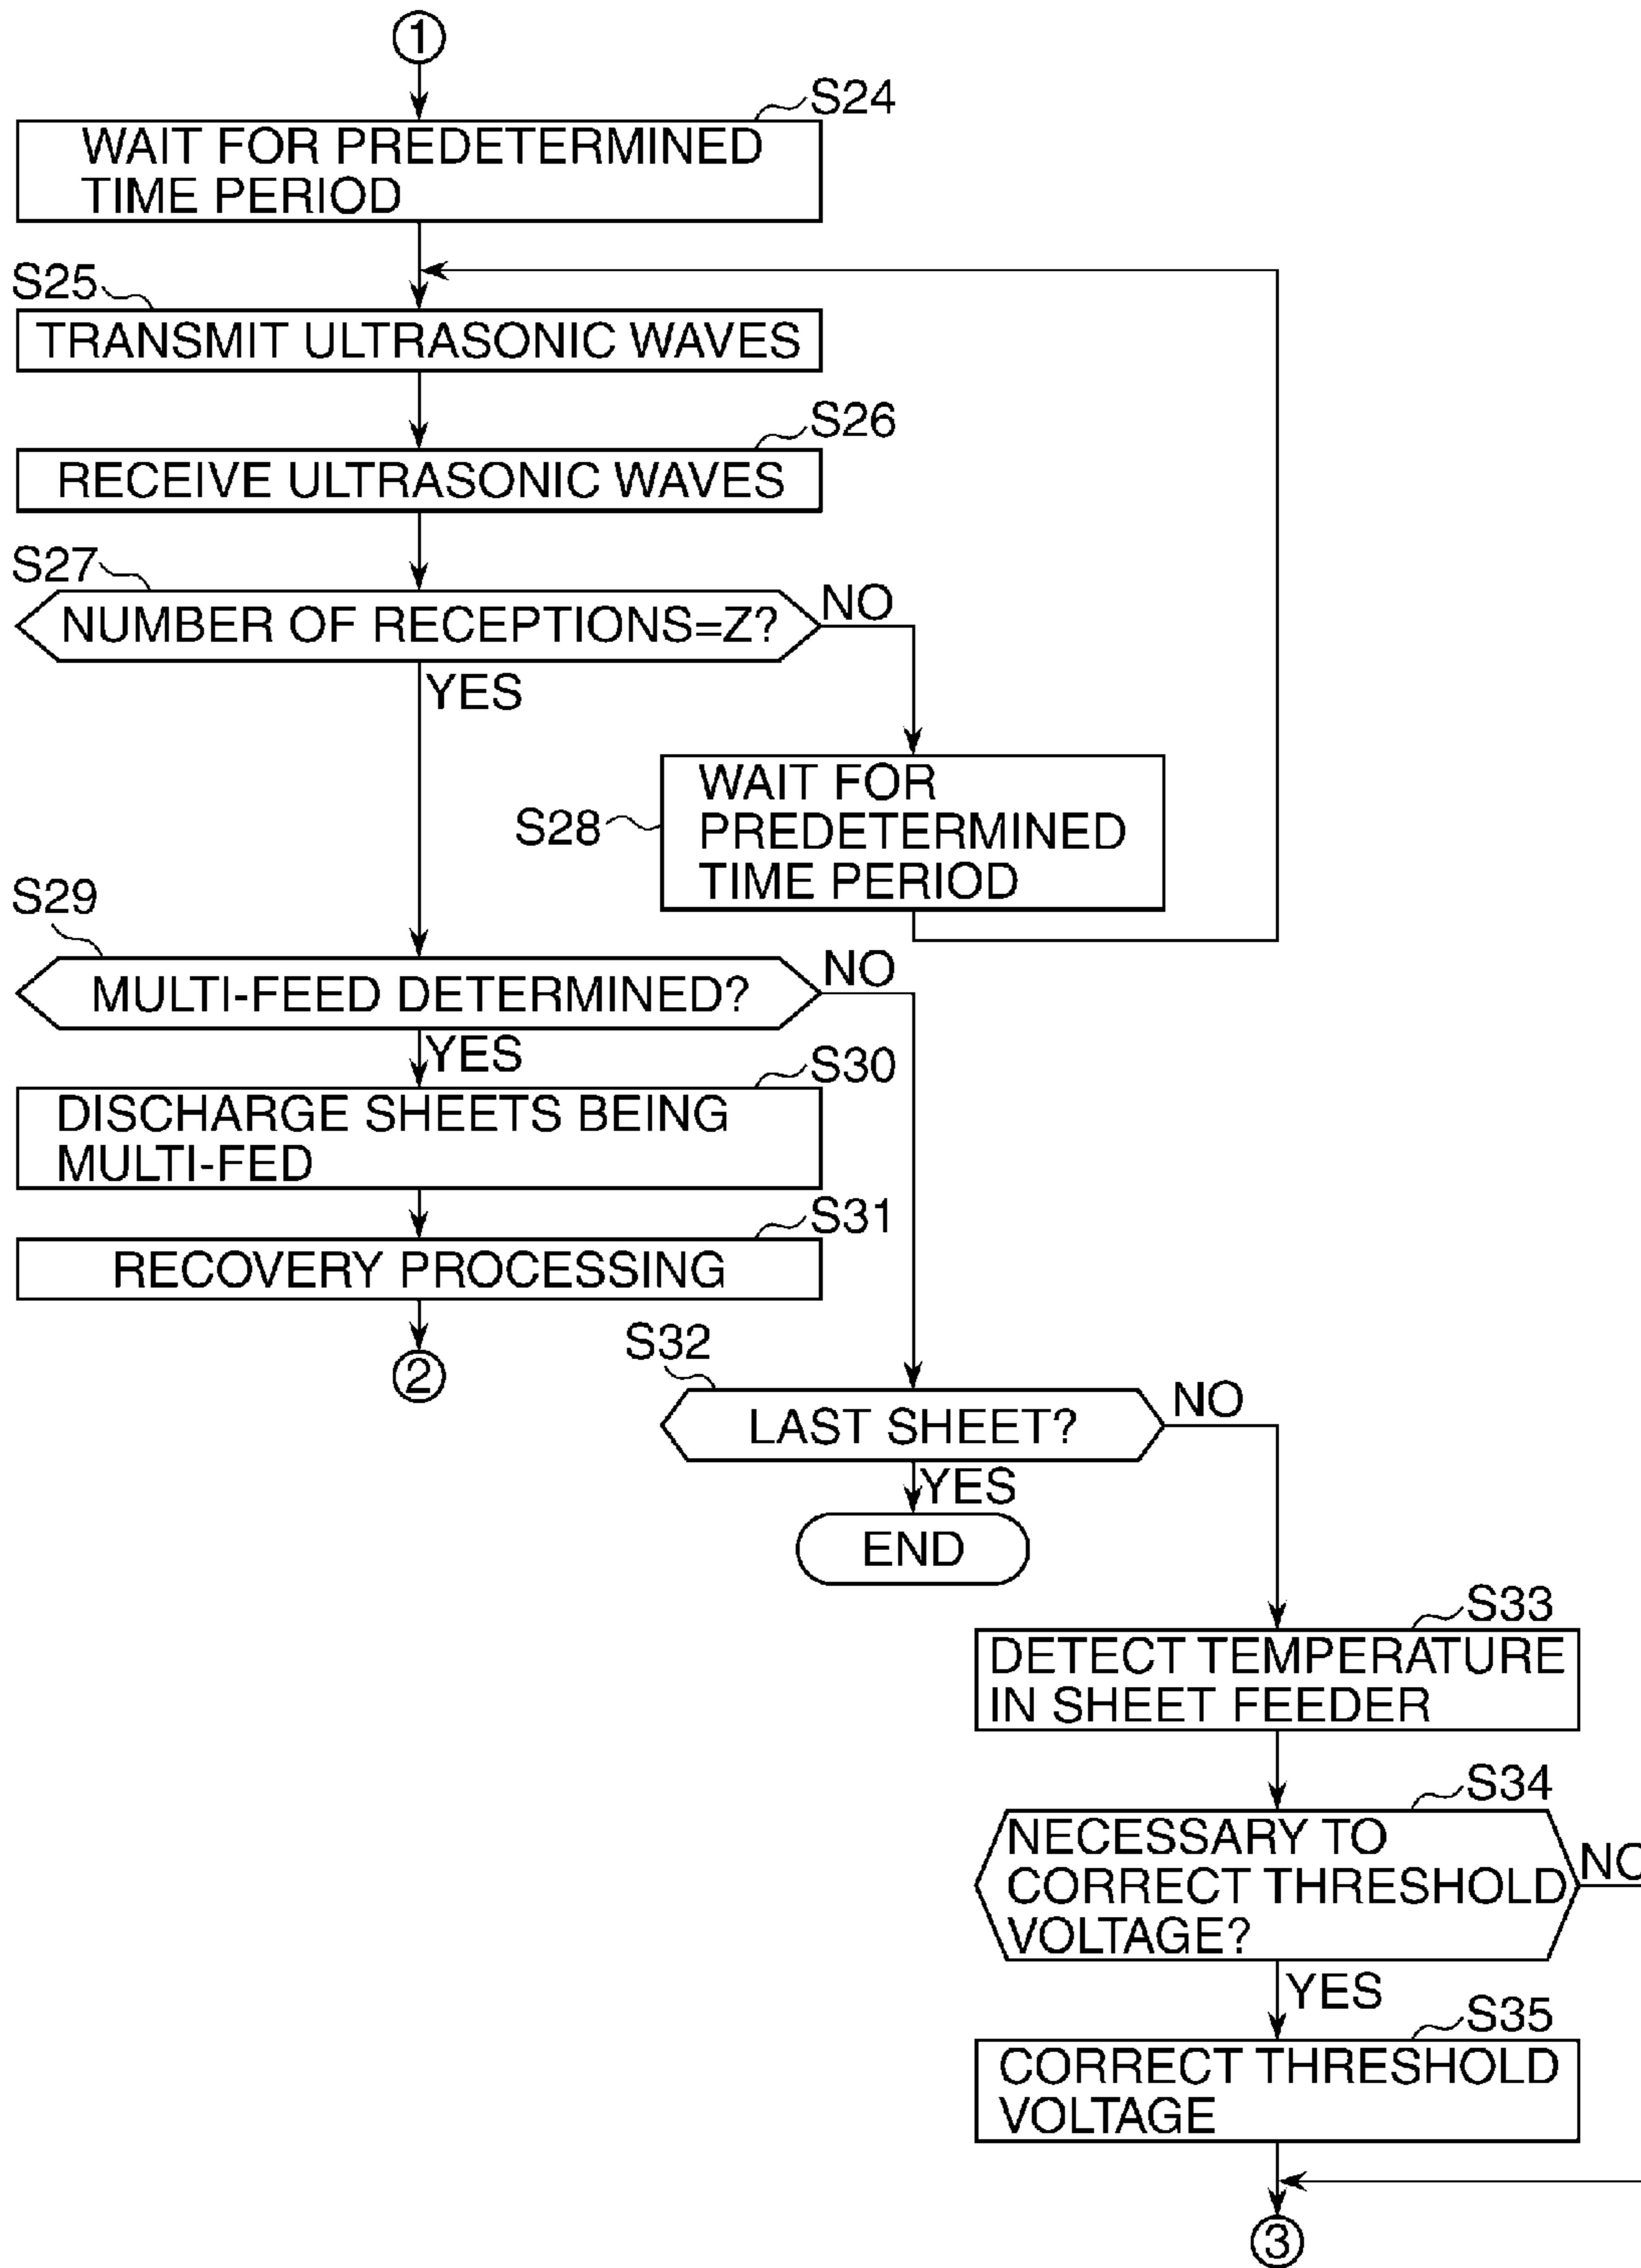 1
S24
WAIT FOR PREDETERMINED
TIME PERIOD
S25
TRANSMIT ULTRASONIC WAVES
S26
RECEIVE ULTRASONIC WAVES
S27
NUMBER OF RECEPTIONS=Z?
NO
YES
S28
WAIT FOR
PREDETERMINED
TIME PERIOD
S29
MULTI-FEED DETERMINED?
NO
YES
S30
DISCHARGE SHEETS BEING
MULTI-FED
S31
RECOVERY PROCESSING
2
S32
LAST SHEET?
NO
YES
END
S33
DETECT TEMPERATURE
IN SHEET FEEDER
S34
NECESSARY TO
CORRECT THRESHOLD
VOLTAGE?
NO
YES
S35
CORRECT THRESHOLD
VOLTAGE
3